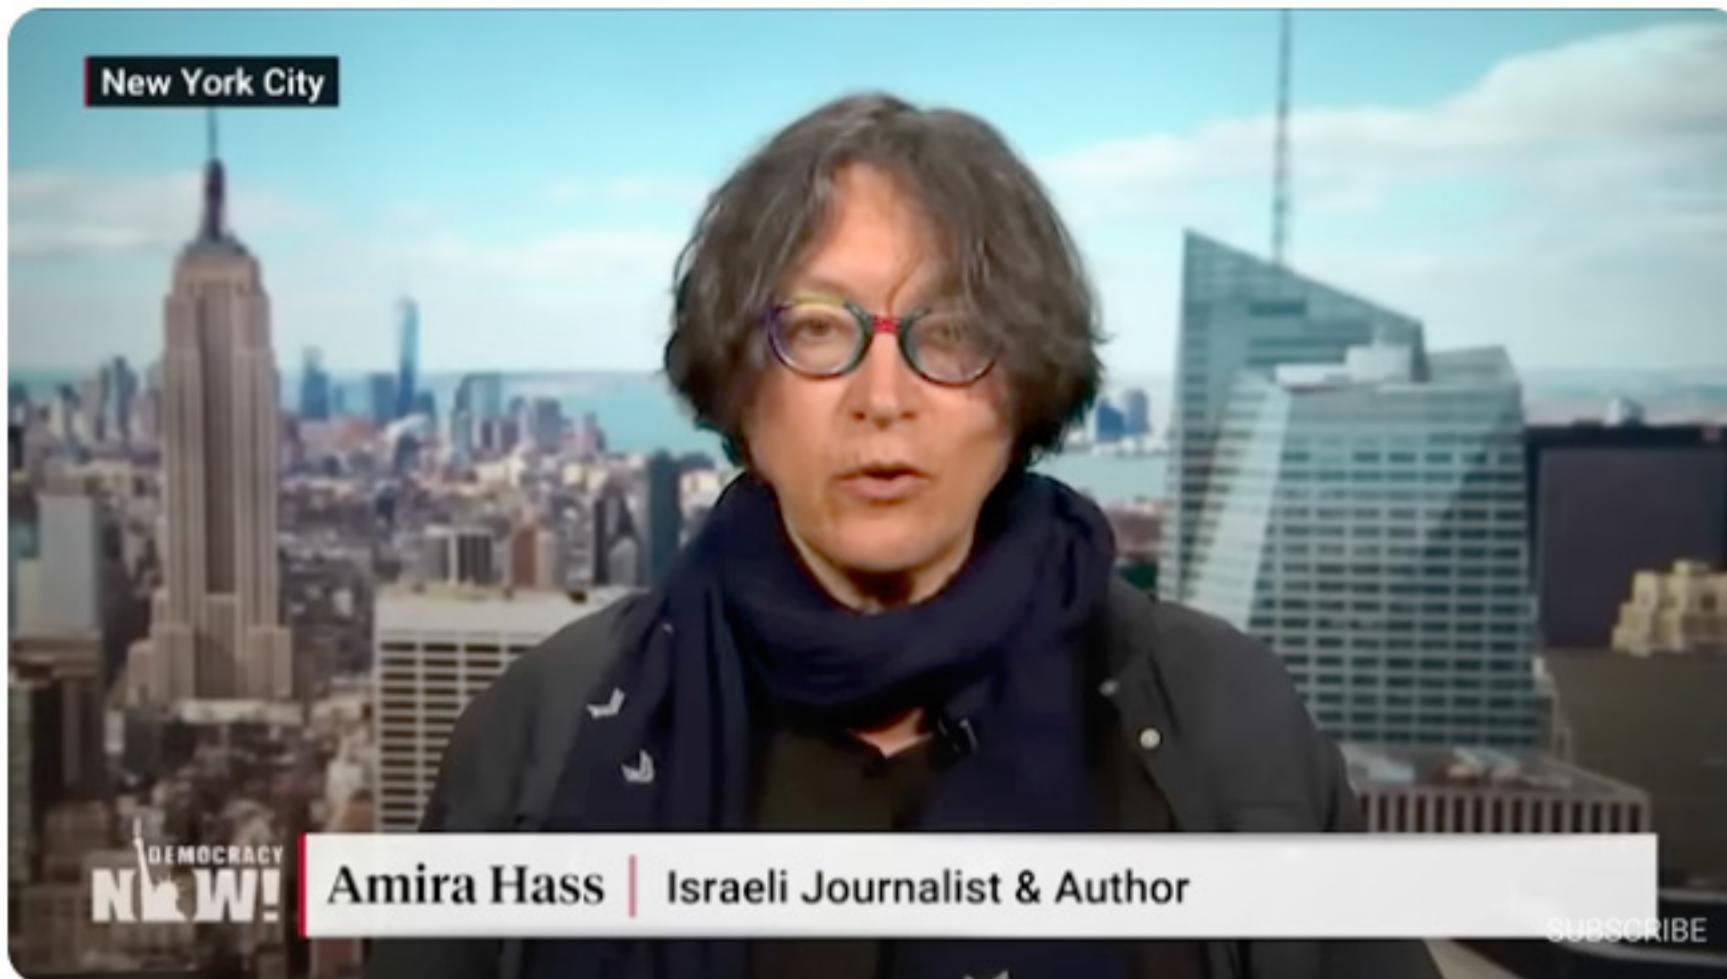 New York City
DEMOCRACY
NOW!
Amira Hass | Israeli Journalist & Author
SUBSCRIBE